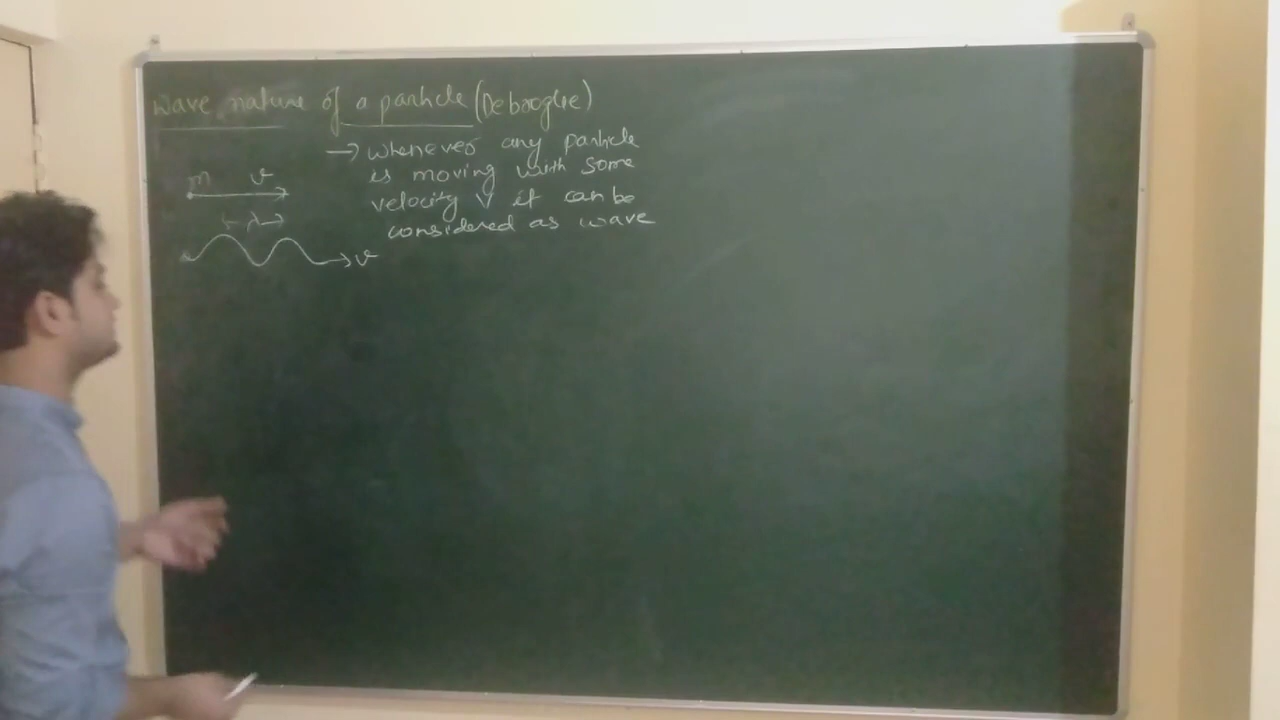 Wave nature of a particle (De broglie)
→ Whenever any particle
is moving with some
m v
velocity V it can be
λ
considered as wave
v